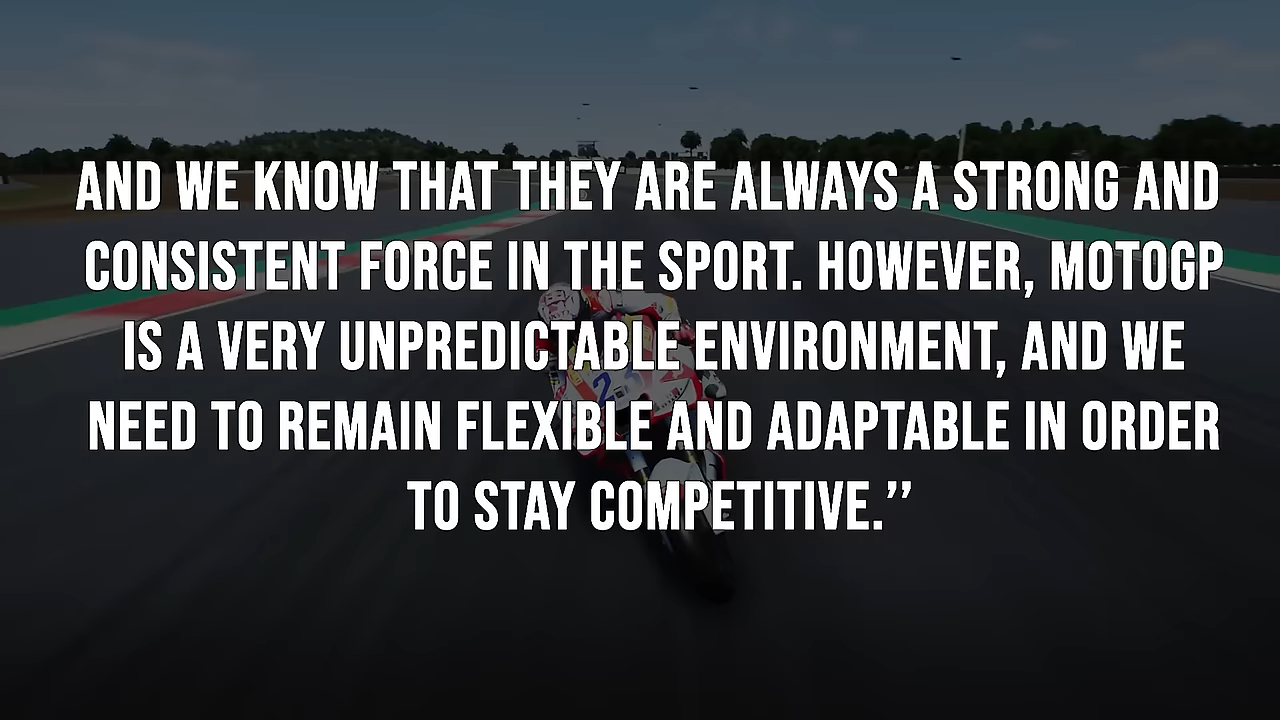 AND WE KNOW THAT THEY ARE ALWAYS A STRONG AND
CONSISTENT FORCE IN THE SPORT. HOWEVER, MOTOGP
IS A VERY UNPREDICTABLE ENVIRONMENT, AND WE
NEED TO REMAIN FLEXIBLE AND ADAPTABLE IN ORDER
TO STAY COMPETITIVE.’’